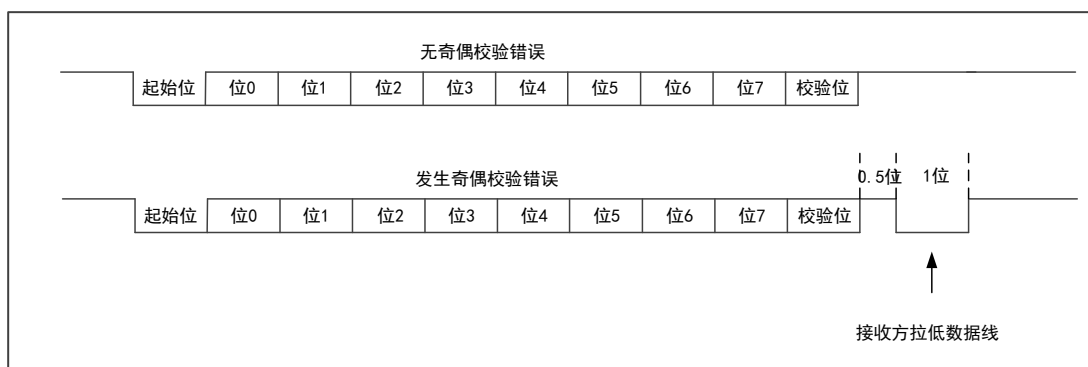 无奇偶校验错误
起始位 位0 位1 位2 位3 位4 位5 位6 位7 校验位
发生奇偶校验错误
0.5位 1位
起始位 位0 位1 位2 位3 位4 位5 位6 位7 校验位
接收方拉低数据线